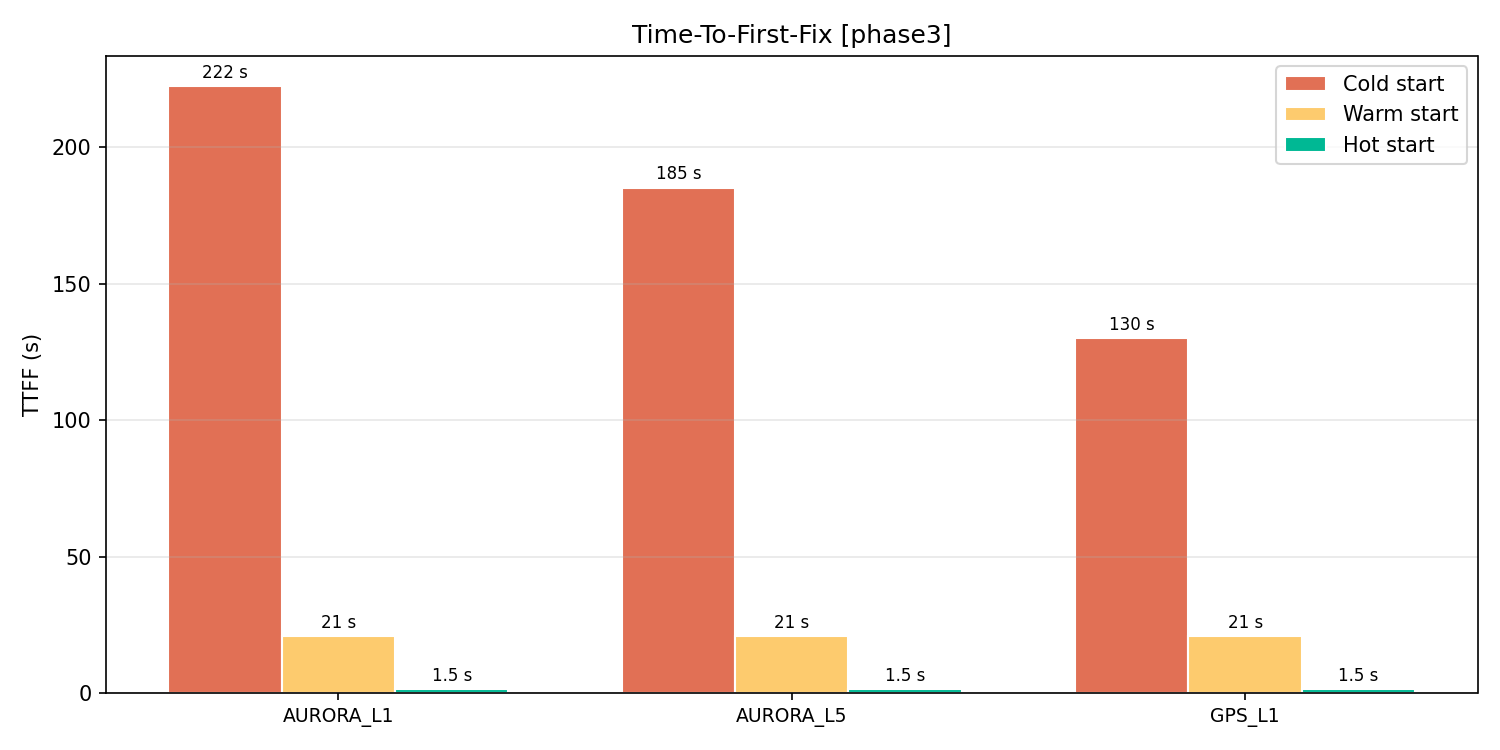 Time-To-First-Fix [phase3]
222 s
Cold start
Warm start
Hot start
200
185 s
150
130 s
TTFF (s)
100
50
21 s
21 s
21 s
1.5 s
1.5 s
1.5 s
0
AURORA_L1
AURORA_L5
GPS_L1